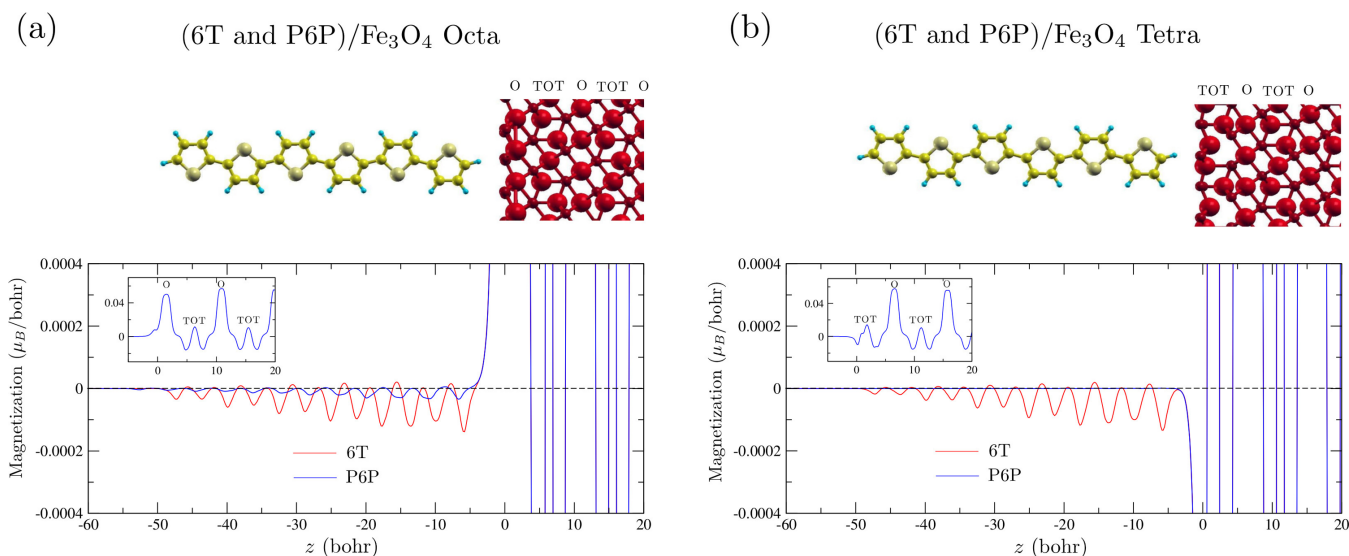 (a)
(6T and P6P)/Fe₃O₄ Octa
O TOT O TOT O
Magnetization (μ_B/bohr)
0.0004
0.0002
0
-0.0002
-0.0004
0.04
0
O
O
TOT
TOT
0 10 20
6T
P6P
-60 -50 -40 -30 -20 -10 0 10 20
z (bohr)
(b)
(6T and P6P)/Fe₃O₄ Tetra
TOT O TOT O
Magnetization (μ_B/bohr)
0.0004
0.0002
0
-0.0002
-0.0004
0.04
0
O
O
TOT
TOT
0 10 20
6T
P6P
-60 -50 -40 -30 -20 -10 0 10 20
z (bohr)